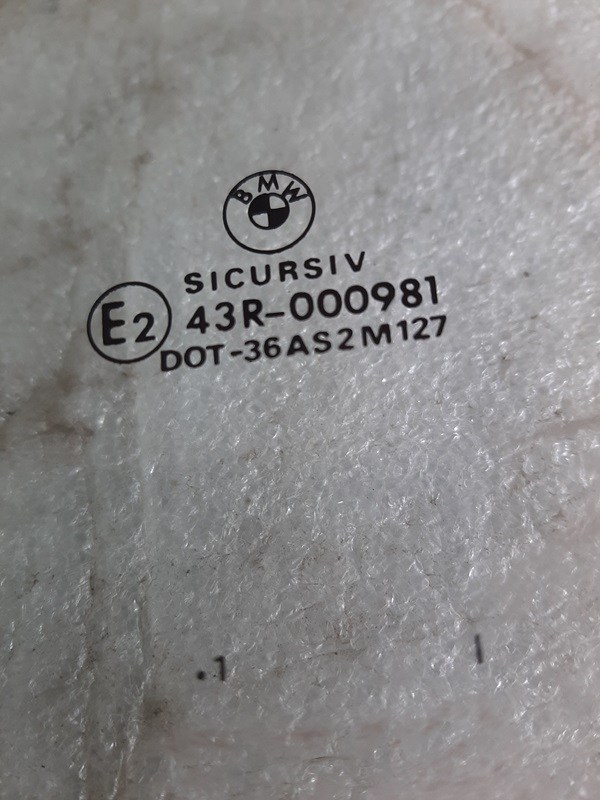 BMW
SICURSIV
E2 43R-000981
DOT-36AS2M127
.1 I